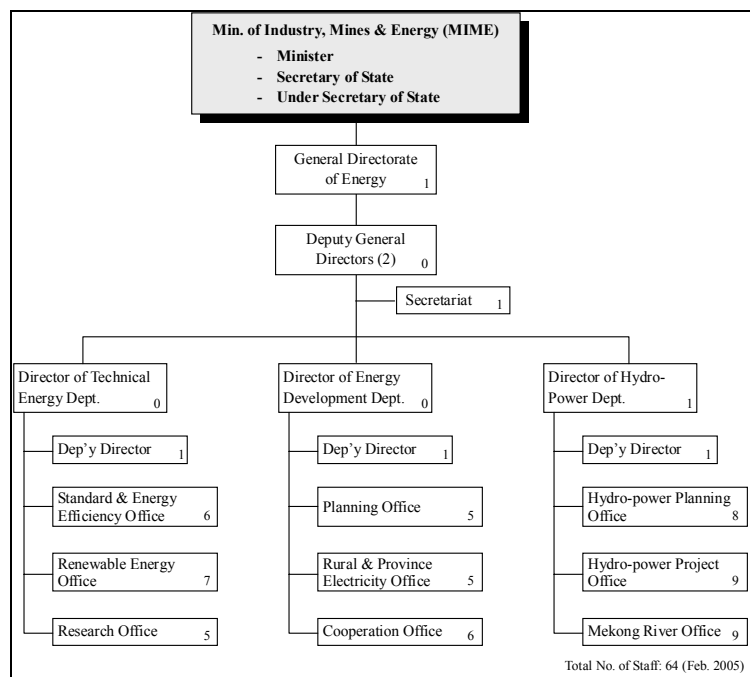 Min. of Industry, Mines & Energy (MIME)
- Minister
- Secretary of State
- Under Secretary of State
General Directorate
of Energy
1
Deputy General
Directors (2)
0
Secretariat 1
Director of Technical
Energy Dept.
0
Dep'y Director 1
Standard & Energy
Efficiency Office
6
Renewable Energy
Office
7
Research Office 5
Director of Energy
Development Dept.
0
Dep'y Director 1
Planning Office 5
Rural & Province
Electricity Office
5
Cooperation Office 6
Director of Hydro-
Power Dept.
1
Dep'y Director 1
Hydro-power Planning
Office
8
Hydro-power Project
Office
9
Mekong River Office 9
Total No. of Staff: 64 (Feb. 2005)